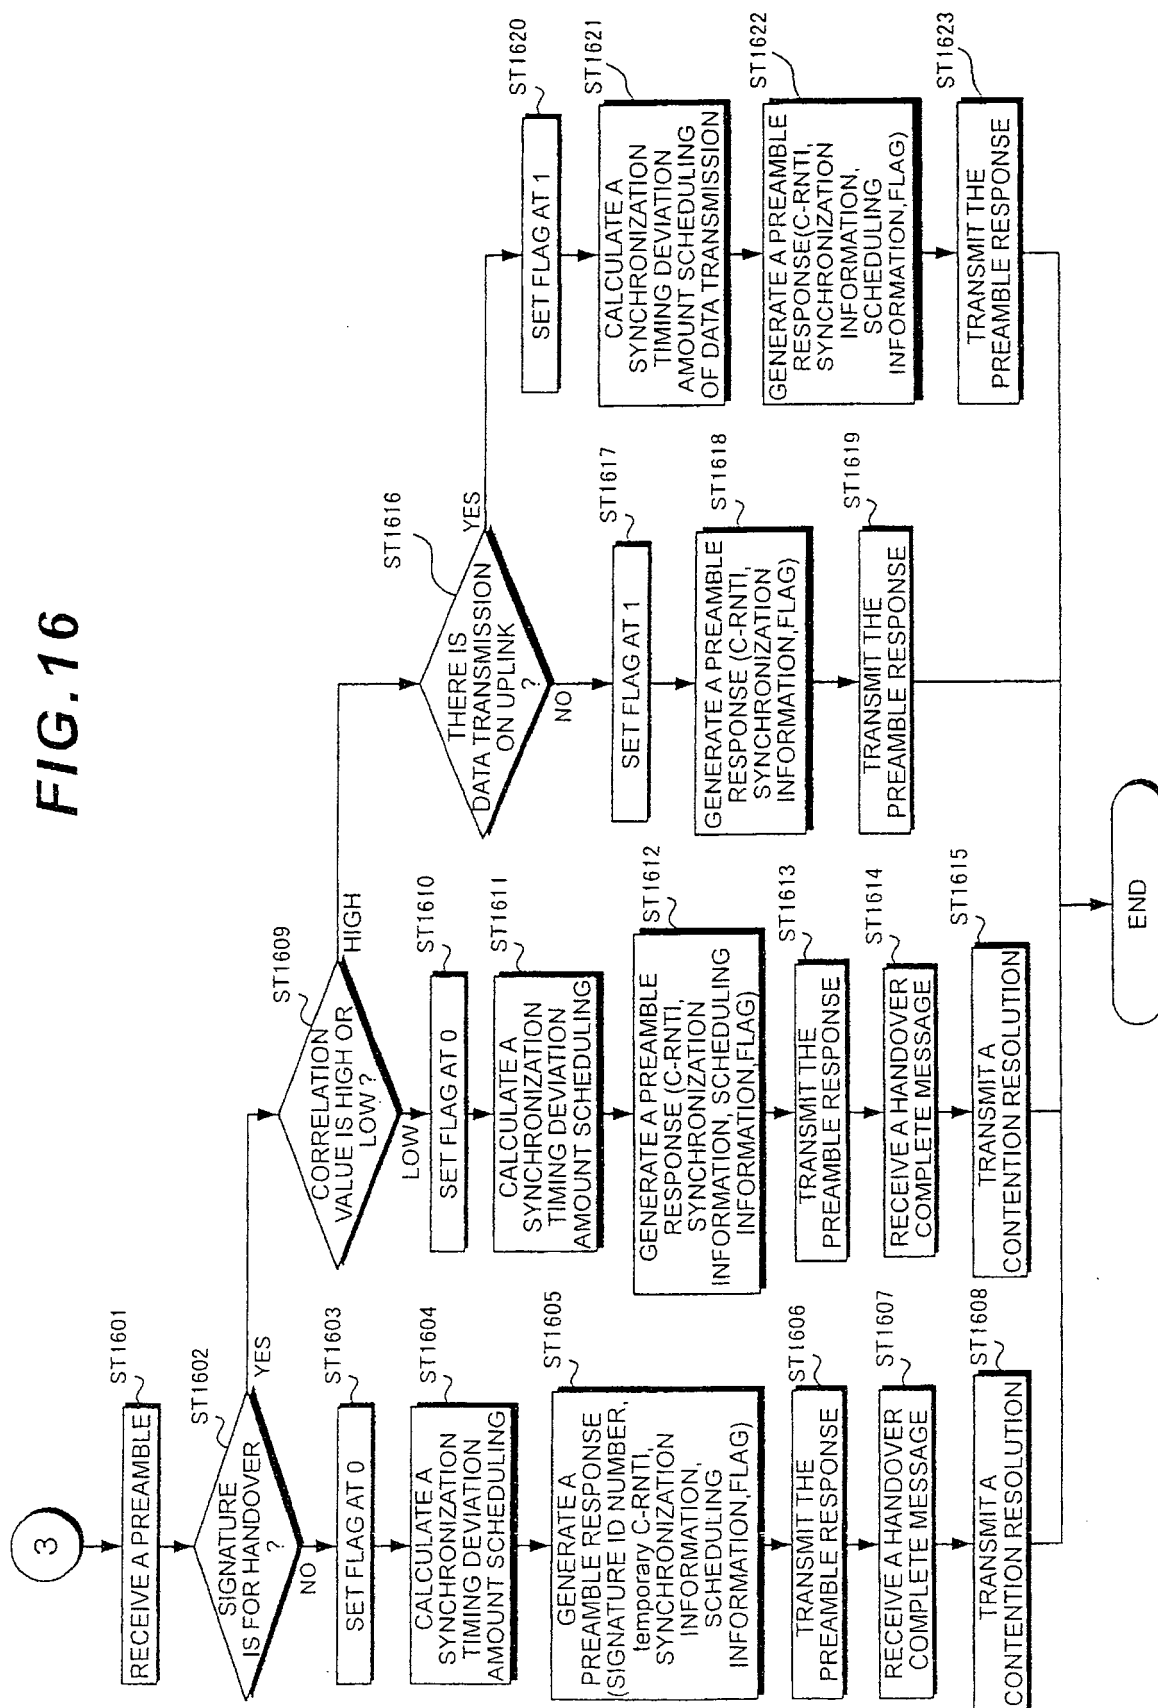 FIG.16
3
RECEIVE A PREAMBLE
ST1601
SIGNATURE
IS FOR HANDOVER
?
ST1602
YES
NO
SET FLAG AT 0
ST1603
CALCULATE A
SYNCHRONIZATION
TIMING DEVIATION
AMOUNT SCHEDULING
ST1604
GENERATE A
PREAMBLE RESPONSE
(SIGNATURE ID NUMBER,
temporary C-RNTI,
SYNCHRONIZATION
INFORMATION,
SCHEDULING
INFORMATION,FLAG)
ST1605
TRANSMIT THE
PREAMBLE RESPONSE
ST1606
RECEIVE A HANDOVER
COMPLETE MESSAGE
ST1607
TRANSMIT A
CONTENTION RESOLUTION
ST1608
CORRELATION
VALUE IS HIGH OR
LOW ?
ST1609
HIGH
LOW
SET FLAG AT 0
ST1610
CALCULATE A
SYNCHRONIZATION
TIMING DEVIATION
AMOUNT SCHEDULING
ST1611
GENERATE A PREAMBLE
RESPONSE (C-RNTI,
SYNCHRONIZATION
INFORMATION, SCHEDULING
INFORMATION,FLAG)
ST1612
TRANSMIT THE
PREAMBLE RESPONSE
ST1613
RECEIVE A HANDOVER
COMPLETE MESSAGE
ST1614
TRANSMIT A
CONTENTION RESOLUTION
ST1615
THERE IS
DATA TRANSMISSION
ON UPLINK
?
ST1616
YES
NO
SET FLAG AT 1
ST1617
GENERATE A PREAMBLE
RESPONSE (C-RNTI,
SYNCHRONIZATION
INFORMATION,FLAG)
ST1618
TRANSMIT THE
PREAMBLE RESPONSE
ST1619
SET FLAG AT 1
ST1620
CALCULATE A
SYNCHRONIZATION
TIMING DEVIATION
AMOUNT SCHEDULING
OF DATA TRANSMISSION
ST1621
GENERATE A PREAMBLE
RESPONSE(C-RNTI,
SYNCHRONIZATION
INFORMATION,
SCHEDULING
INFORMATION,FLAG)
ST1622
TRANSMIT THE
PREAMBLE RESPONSE
ST1623
END